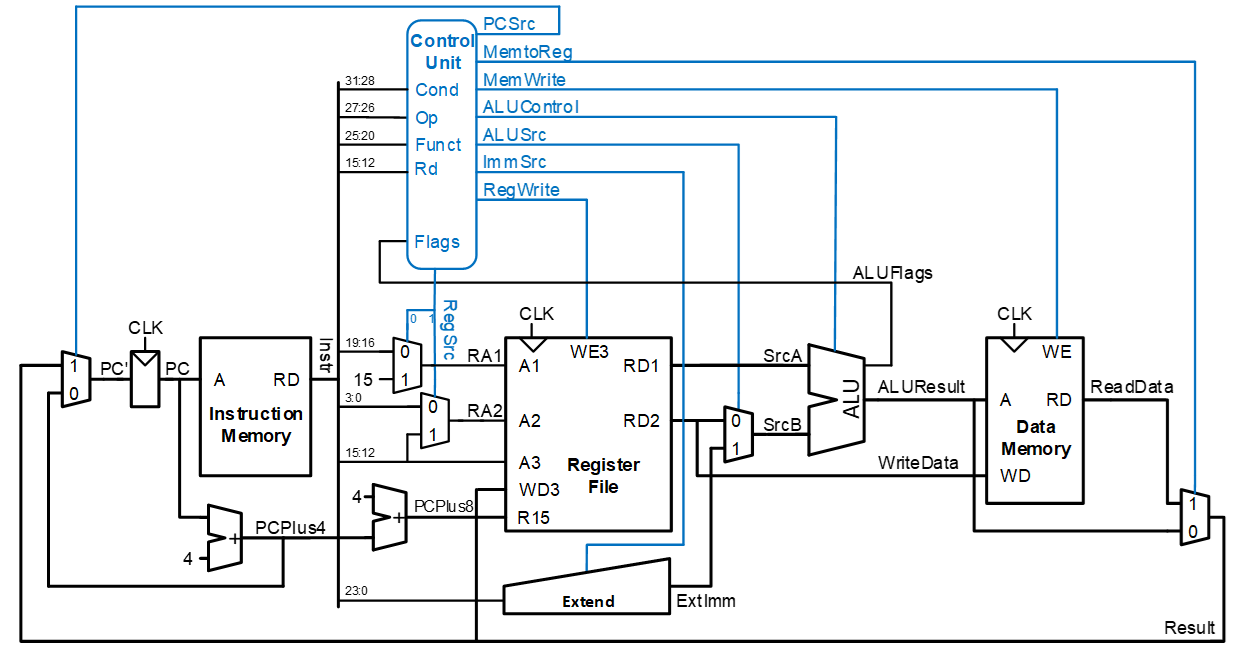 PCSrc
Control
Unit
MemtoReg
MemWrite
31:28
Cond
27:26
Op
ALUControl
25:20
Funct
ALUSrc
15:12
Rd
ImmSrc
RegWrite
Flags
ALUFlags
RegSrc
0 1
CLK
CLK
CLK
Instr
19:16
0
1
15
RA1
A1
WE3
RD1
SrcA
ALU
WE
1
0
PC'
PC
A
RD
Instruction
Memory
3:0
0
1
RA2
A2
RD2
0
1
SrcB
ALUResult
A
RD
ReadData
Data
Memory
15:12
A3
Register
File
WriteData
WD
WD3
4
PCPlus8
+
R15
1
0
PCPlus4
+
4
23:0
Extend
ExtImm
Result